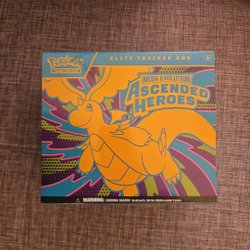 Pokémon
ELITE TRAINER BOX
MEGA EVOLUTION
ASCENDED
HEROES
WARNING: